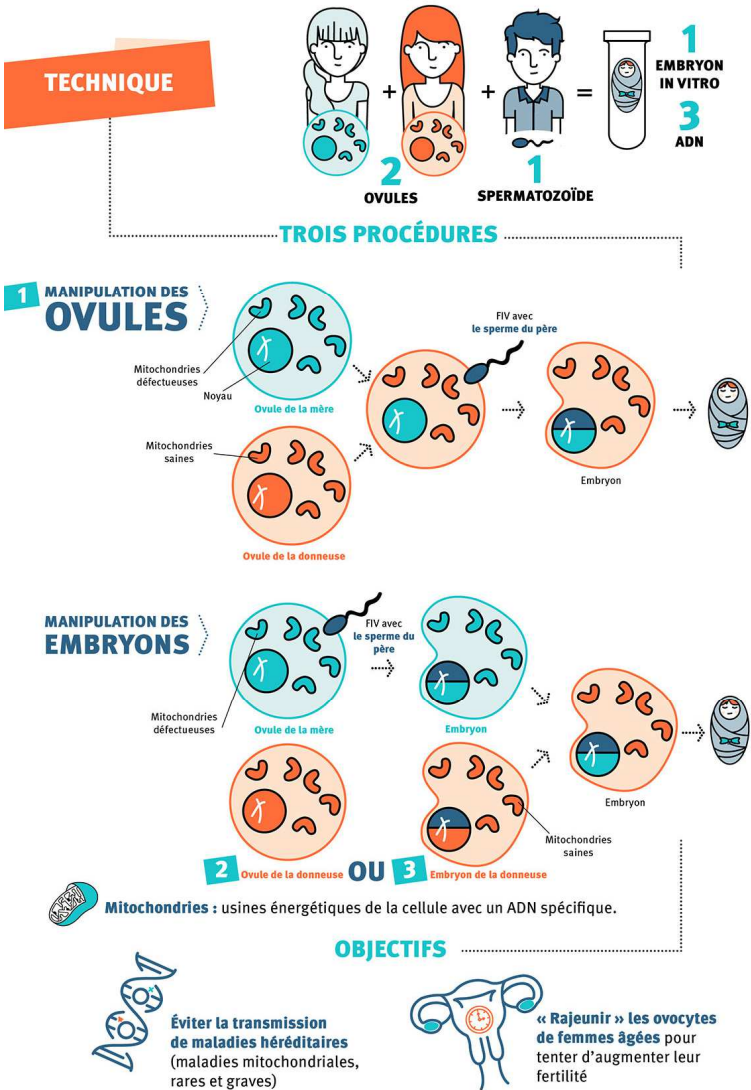 TECHNIQUE
+
+
=
1
EMBRYON
IN VITRO
3
ADN
2
OVULES
1
SPERMATOZOÏDE
TROIS PROCÉDURES
1
MANIPULATION DES
OVULES
Mitochondries
défectueuses
Noyau
Ovule de la mère
Mitochondries
saines
Ovule de la donneuse
FIV avec
le sperme du père
Embryon
MANIPULATION DES
EMBRYONS
Mitochondries
défectueuses
Ovule de la mère
FIV avec
le sperme du
père
Embryon
Embryon
Mitochondries
saines
2 Ovule de la donneuse OU 3 Embryon de la donneuse
Mitochondries : usines énergétiques de la cellule avec un ADN spécifique.
OBJECTIFS
Éviter la transmission
de maladies héréditaires
(maladies mitochondriales,
rares et graves)
« Rajeunir » les ovocytes
de femmes âgées pour
tenter d’augmenter leur
fertilité